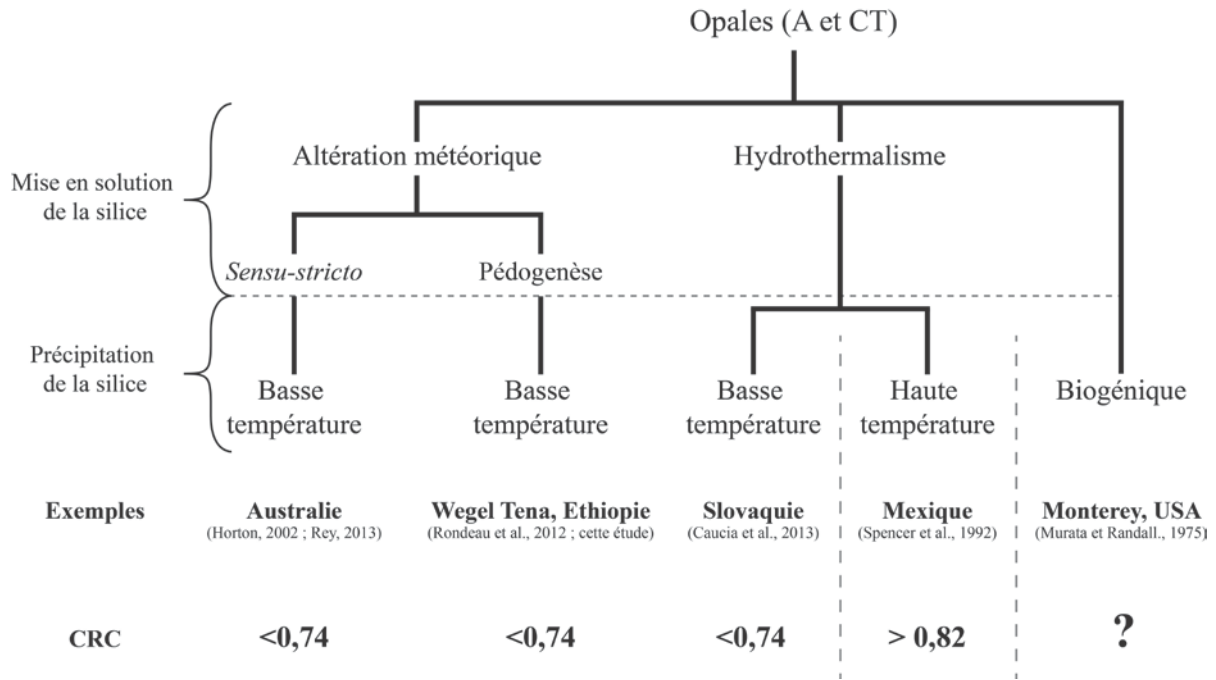 Opales (A et CT)
Altération météorique
Hydrothermalisme
Mise en solution
de la silice
Sensu-stricto
Pédogenèse
Précipitation
de la silice
Basse
température
Basse
température
Basse
température
Haute
température
Biogénique
Exemples
Australie
(Horton, 2002 ; Rey, 2013)
Wegel Tena, Ethiopie
(Rondeau et al., 2012 ; cette étude)
Slovaquie
(Caucia et al., 2013)
Mexique
(Spencer et al., 1992)
Monterey, USA
(Murata et Randall., 1975)
CRC
<0,74
<0,74
<0,74
> 0,82
?